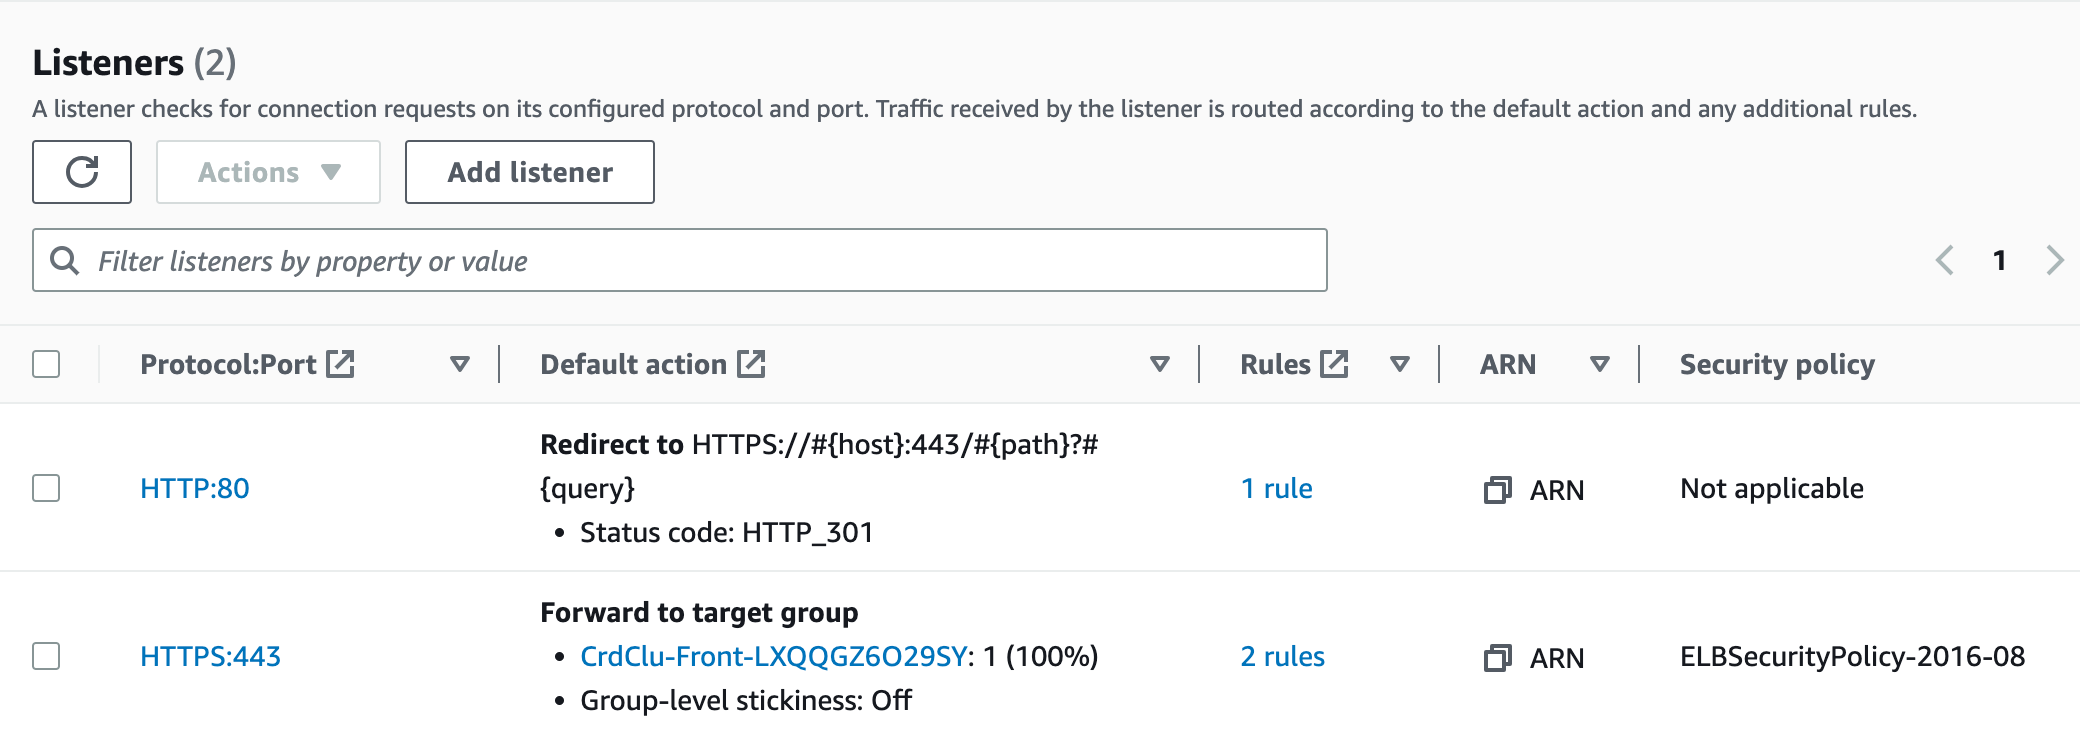 Listeners (2)
A listener checks for connection requests on its configured protocol and port. Traffic received by the listener is routed according to the default action and any additional rules.
Actions Add listener
Filter listeners by property or value 1
Protocol:Port Default action Rules ARN Security policy
Redirect to HTTPS://#{host}:443/#{path}?#
HTTP:80 {query} 1 rule ARN Not applicable
• Status code: HTTP_301
Forward to target group
HTTPS:443 • CrdClu-Front-LXQQGZ6O29SY: 1 (100%) 2 rules ARN ELBSecurityPolicy-2016-08
• Group-level stickiness: Off